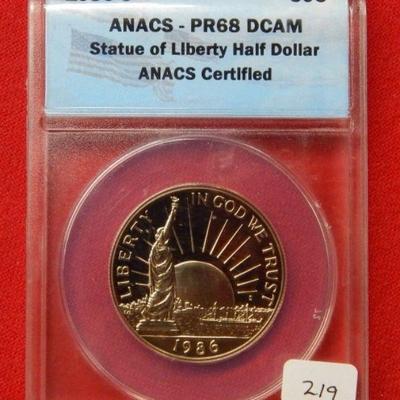 ANACS - PR68 DCAM
Statue of Liberty Half Dollar
ANACS Certified
LIBERTY
IN GOD WE TRUST
1986
219